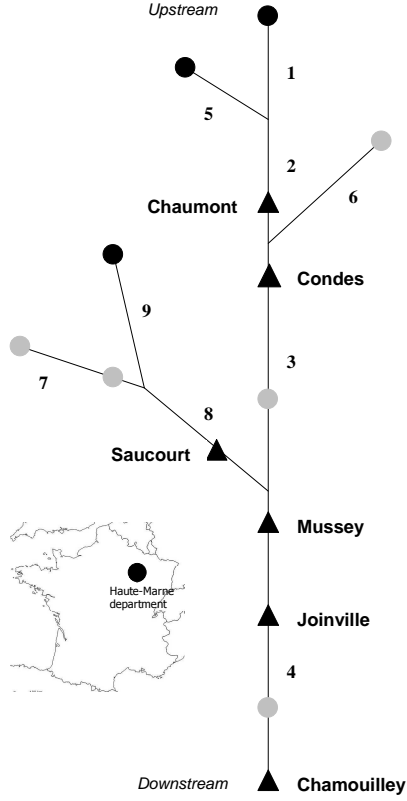 Upstream
1
5
2
6
Chaumont
Condes
9
3
7
8
Saucourt
Mussey
Haute-Marne
department
Joinville
4
Downstream
Chamouilley